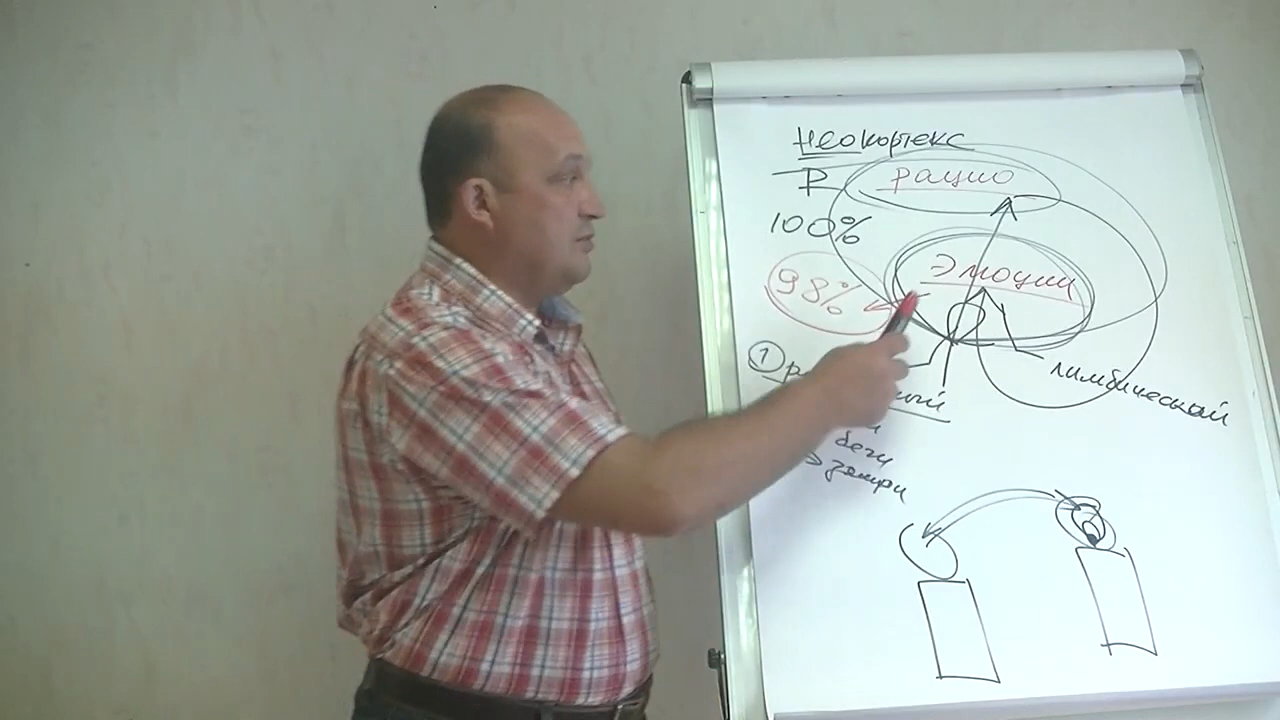 неокортекс
Р рацио
100%
эмоции
98%
①
лимбический
беги
замри